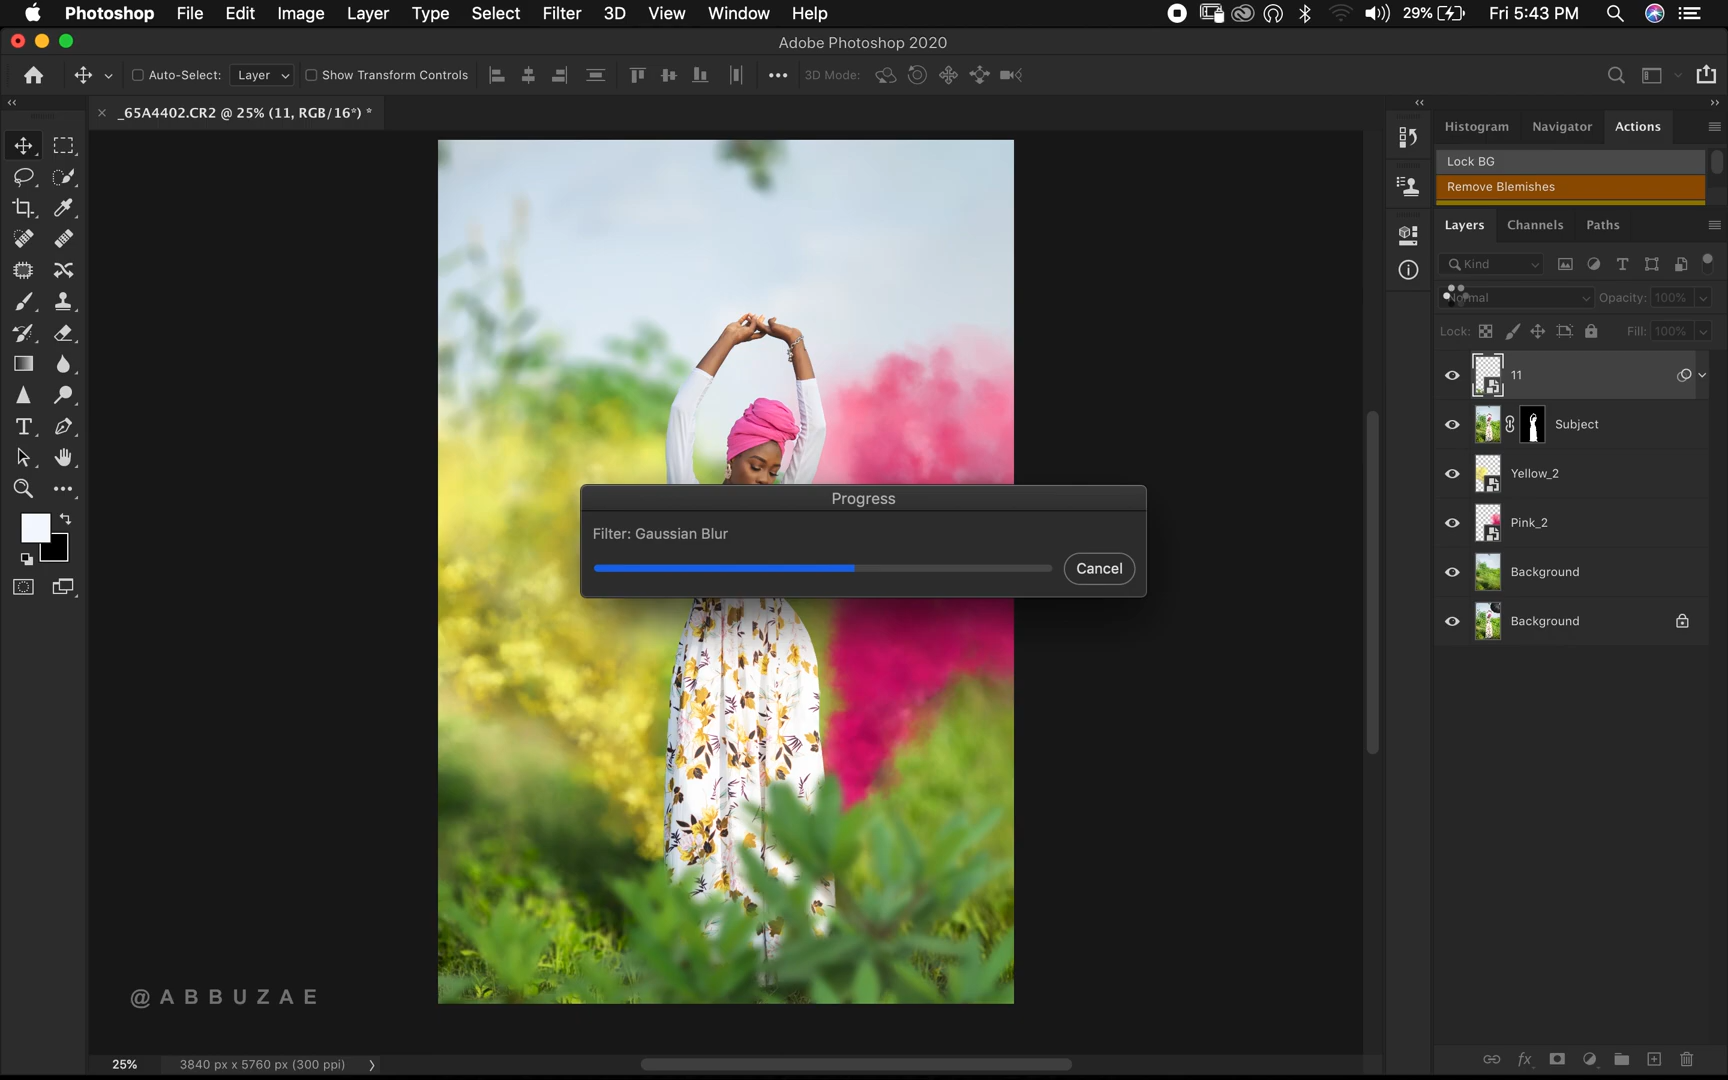 Photoshop File Edit Image Layer Type Select Filter 3D View Window Help 29% Fri 5:43 PM
Adobe Photoshop 2020
Auto-Select: Layer Show Transform Controls 3D Mode:
_65A4402.CR2 @ 25% (11, RGB/16*) *
Histogram Navigator Actions
Lock BG
Remove Blemishes
Layers Channels Paths
Kind
Normal Opacity: 100%
Lock: Fill: 100%
11
Subject
Yellow_2
Pink_2
Background
Background
Progress
Filter: Gaussian Blur
Cancel
@ABBUZAE
25% 3840 px x 5760 px (300 ppi)